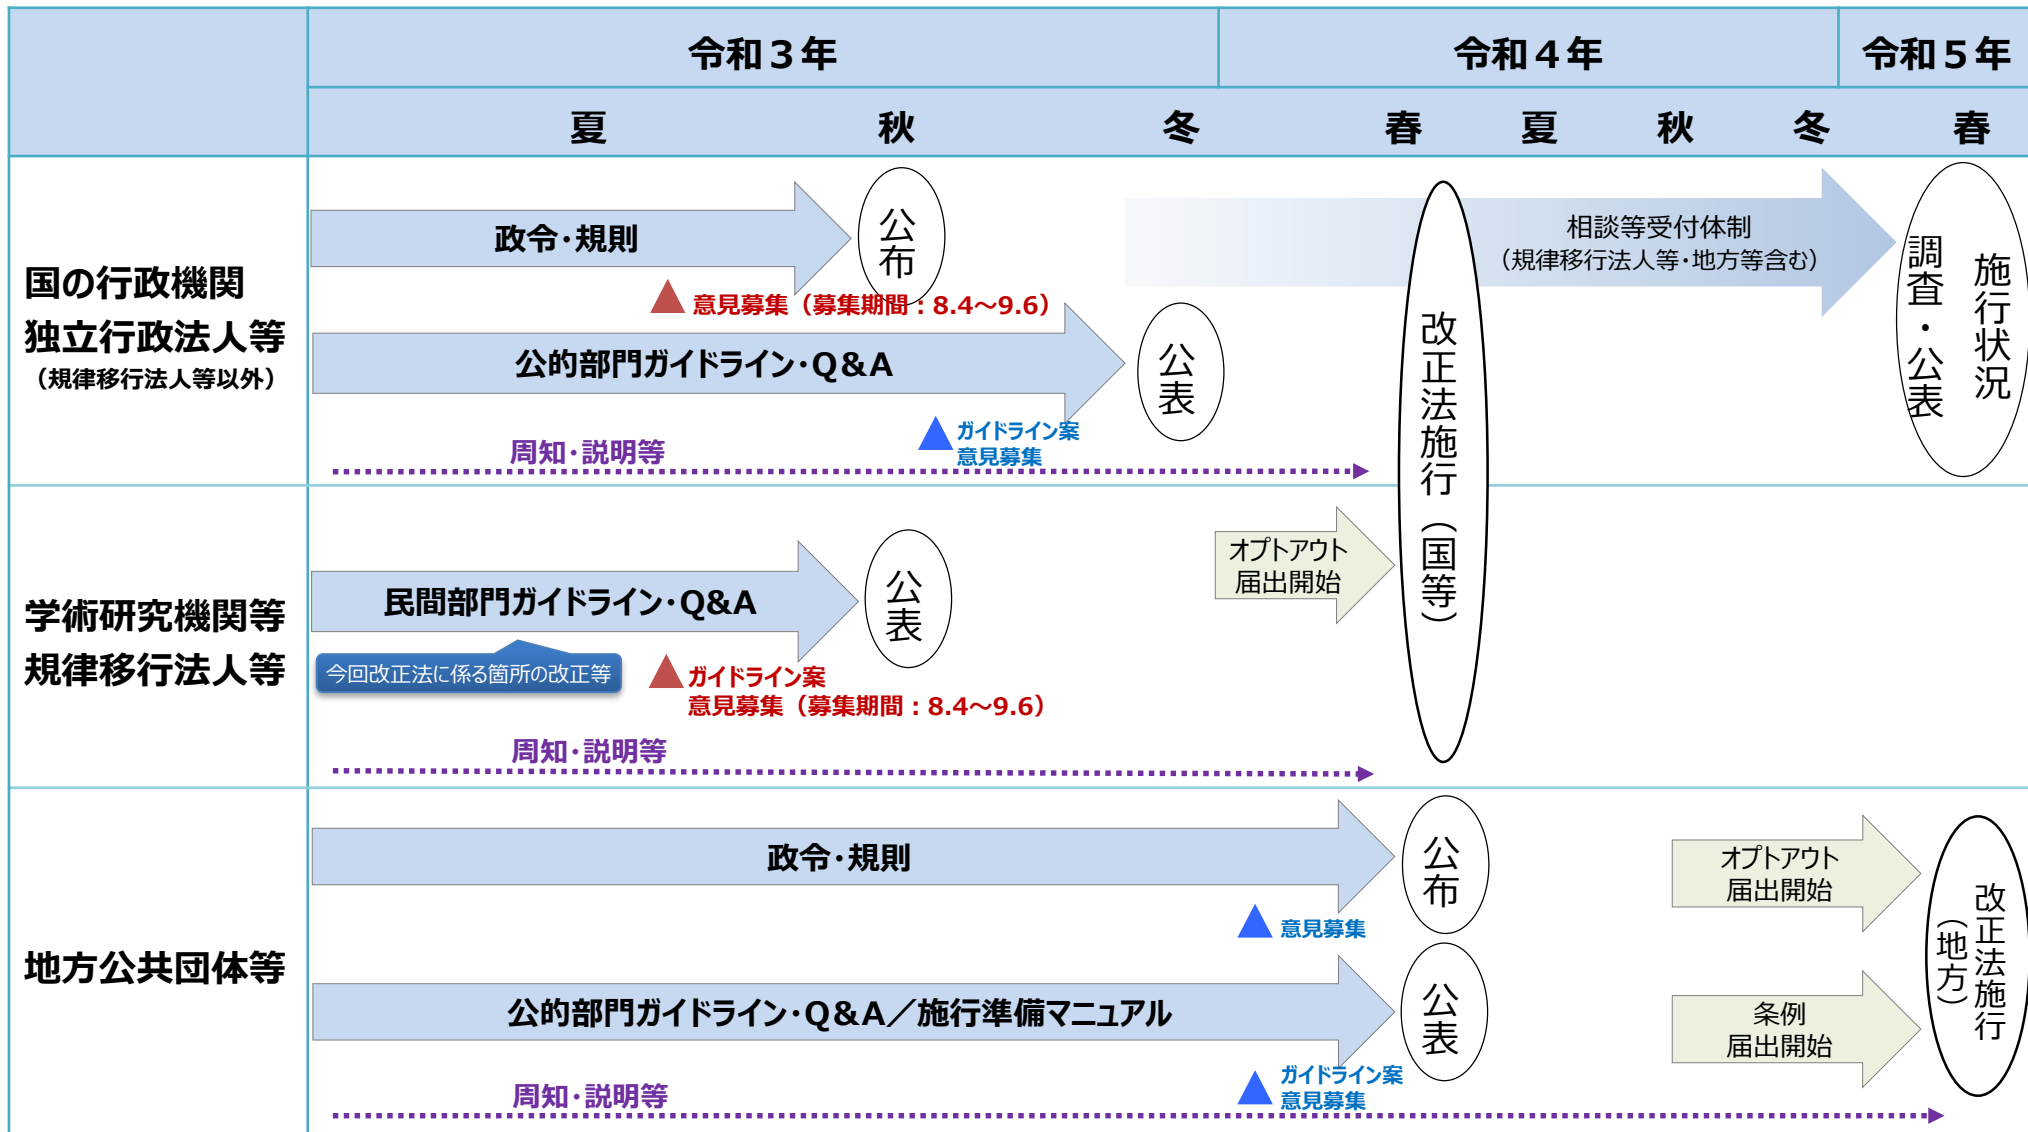 令和３年
令和４年
令和５年
夏
秋
冬
春
夏
秋
冬
春
国の行政機関
独立行政法人等
（規律移行法人等以外）
政令・規則
公布
意見募集（募集期間：8.4～9.6）
公的部門ガイドライン・Q&A
公表
ガイドライン案
意見募集
周知・説明等
相談等受付体制
（規律移行法人等・地方等含む）
改正法施行（国等）
施行状況
調査・公表
学術研究機関等
規律移行法人等
民間部門ガイドライン・Q&A
公表
今回改正法に係る箇所の改正等
ガイドライン案
意見募集（募集期間：8.4～9.6）
周知・説明等
オプトアウト
届出開始
地方公共団体等
政令・規則
公布
意見募集
公的部門ガイドライン・Q&A／施行準備マニュアル
公表
ガイドライン案
意見募集
周知・説明等
オプトアウト
届出開始
条例
届出開始
改正法施行
（地方）